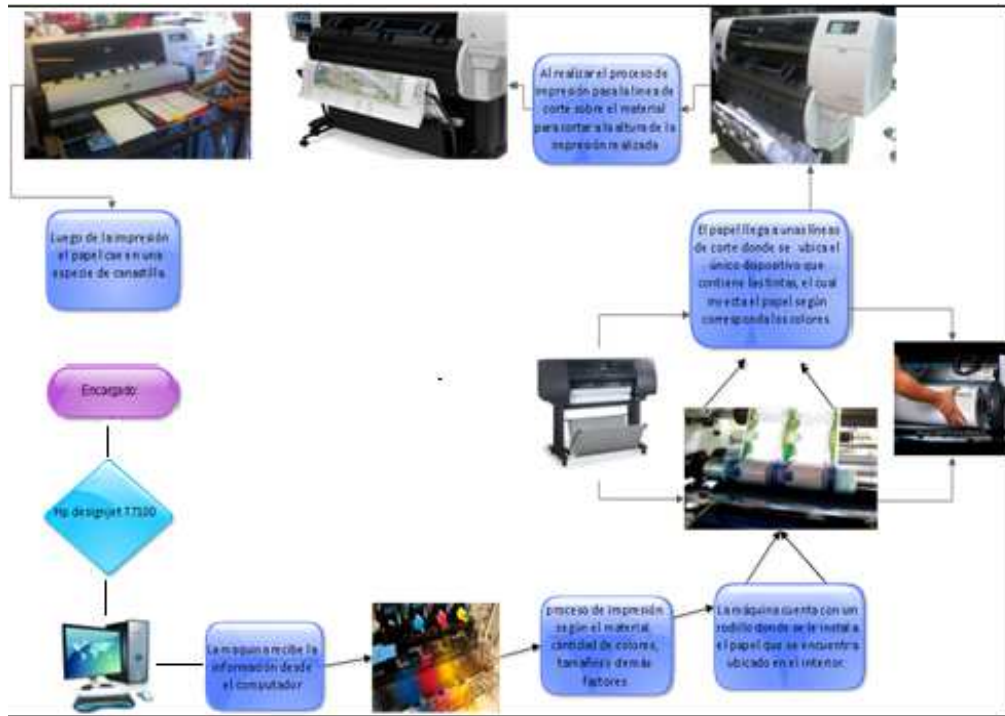 Al realizar el proceso de
impresión pasa la linea de
corte sobre el material
para cortar a la altura de la
impresión realizada
Luego de la impresión
el papel cae en una
especie de canastilla.
El papel llega a unas líneas
de corte donde se ubica el
único dispositivo que
contiene las tintas, el cual
inyecta el papel según
corresponda los colores
Encargado
Hp designjet T7100
La maquina recibe la
información desde
el computador
proceso de impresión
según el material
cantidad de colores,
tamaños demás
factores
La máquina cuenta con un
rodillo donde se le instala
el papel que se encuentra
ubicado en el interior.